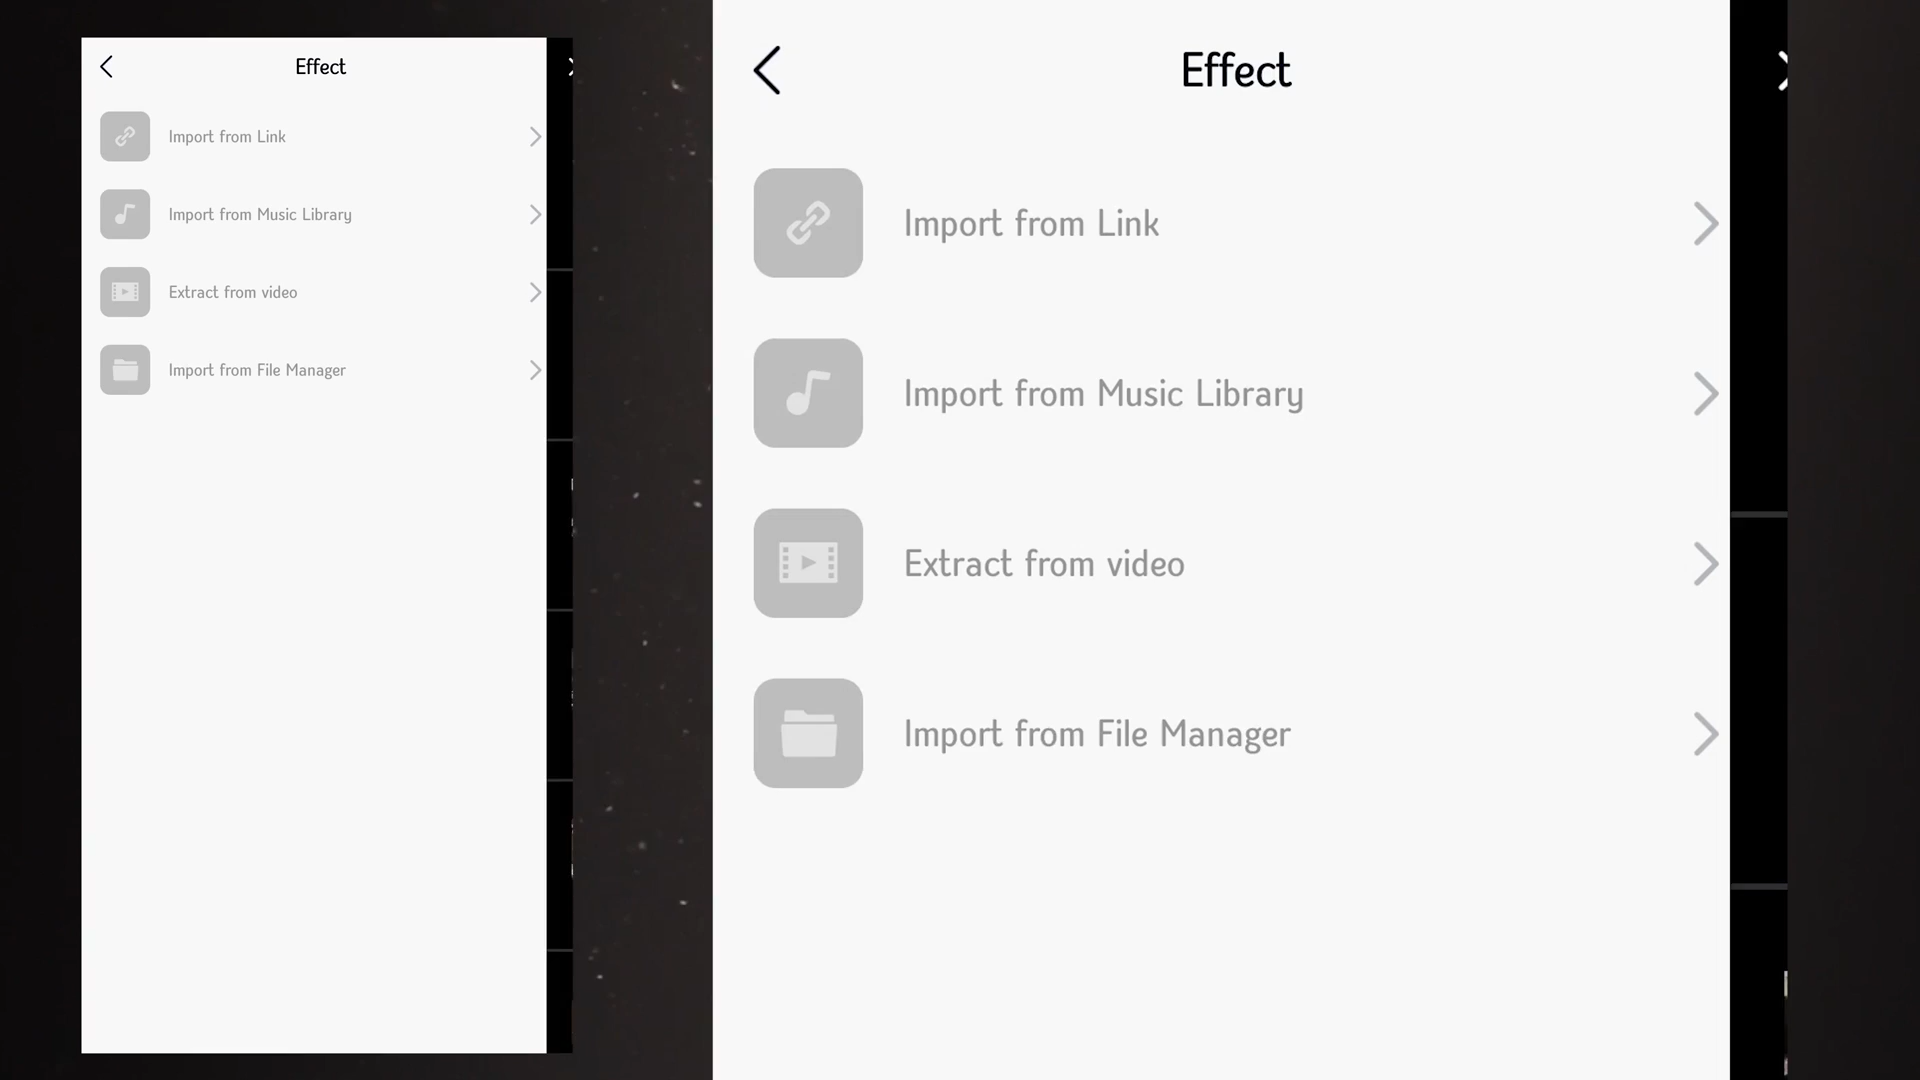 Effect
Import from Link
Import from Music Library
Extract from video
Import from File Manager
Effect
Import from Link
Import from Music Library
Extract from video
Import from File Manager